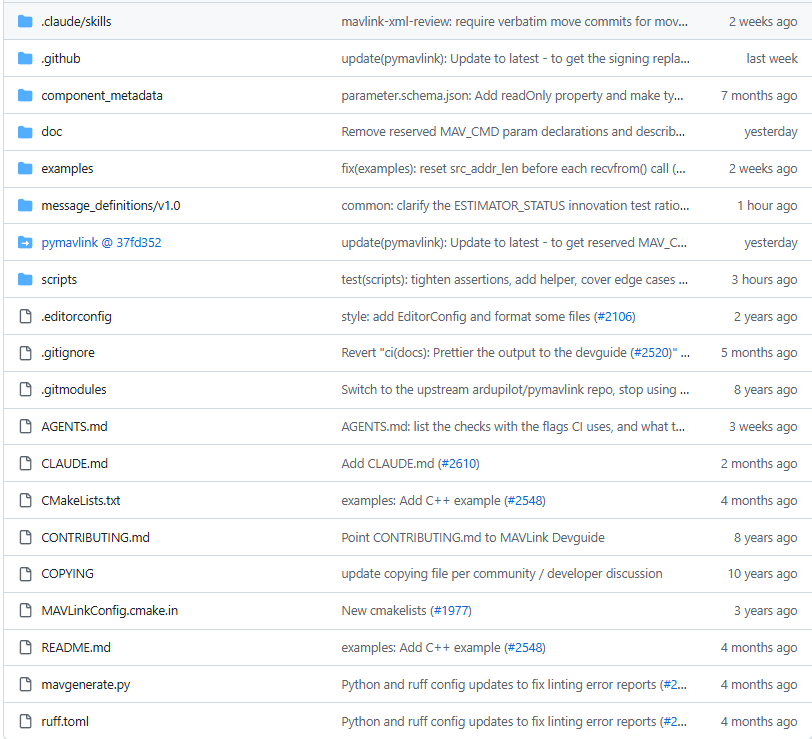 .claude/skills mavlink-xml-review: require verbatim move commits for mov... 2 weeks ago
.github update(pymavlink): Update to latest - to get the signing repla... last week
component_metadata parameter.schema.json: Add readOnly property and make ty... 7 months ago
doc Remove reserved MAV_CMD param declarations and describ... yesterday
examples fix(examples): reset src_addr_len before each recvfrom() call (... 2 weeks ago
message_definitions/v1.0 common: clarify the ESTIMATOR_STATUS innovation test ratio... 1 hour ago
pymavlink @ 37fd352 update(pymavlink): Update to latest - to get reserved MAV_C... yesterday
scripts test(scripts): tighten assertions, add helper, cover edge cases ... 3 hours ago
.editorconfig style: add EditorConfig and format some files (#2106) 2 years ago
.gitignore Revert "ci(docs): Prettier the output to the devguide (#2520)" ... 5 months ago
.gitmodules Switch to the upstream ardupilot/pymavlink repo, stop using ... 8 years ago
AGENTS.md AGENTS.md: list the checks with the flags CI uses, and what t... 3 weeks ago
CLAUDE.md Add CLAUDE.md (#2610) 2 months ago
CMakeLists.txt examples: Add C++ example (#2548) 4 months ago
CONTRIBUTING.md Point CONTRIBUTING.md to MAVLink Devguide 8 years ago
COPYING update copying file per community / developer discussion 10 years ago
MAVLinkConfig.cmake.in New cmakelists (#1977) 3 years ago
README.md examples: Add C++ example (#2548) 4 months ago
mavgenerate.py Python and ruff config updates to fix linting error reports (#2... 4 months ago
ruff.toml Python and ruff config updates to fix linting error reports (#2... 4 months ago